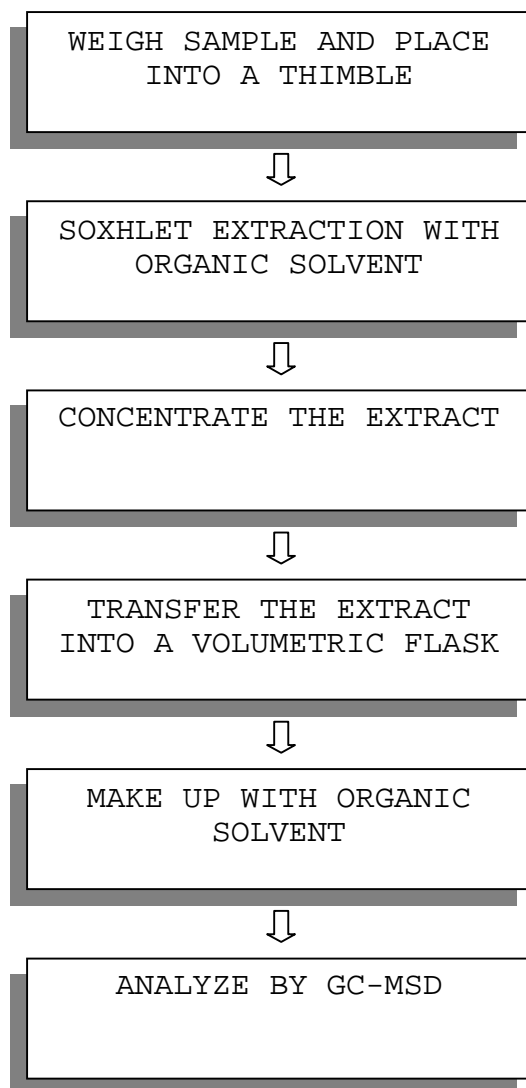 WEIGH SAMPLE AND PLACE
INTO A THIMBLE
SOXHLET EXTRACTION WITH
ORGANIC SOLVENT
CONCENTRATE THE EXTRACT
TRANSFER THE EXTRACT
INTO A VOLUMETRIC FLASK
MAKE UP WITH ORGANIC
SOLVENT
ANALYZE BY GC-MSD